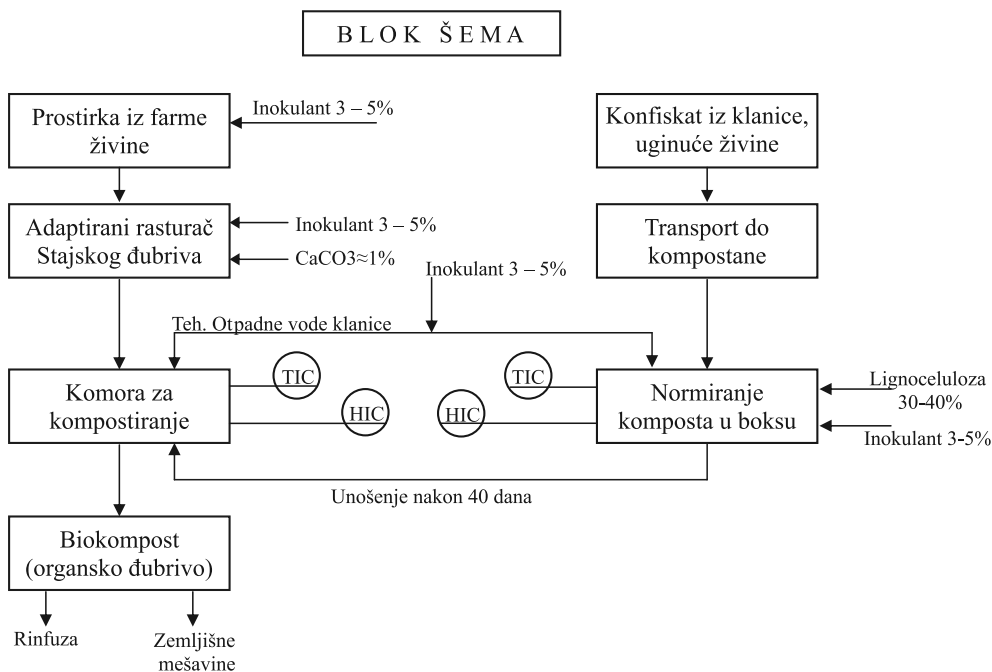 BLOK ŠEMA
Prostirka iz farme
živine
Inokulant 3 – 5%
Konfiskat iz klanice,
uginuće živine
Adaptirani rasturač
Stajskog đubriva
Inokulant 3 – 5%
CaCO3≈1%
Transport do
kompostane
Inokulant 3 – 5%
Teh. Otpadne vode klanice
Komora za
kompostiranje
TIC
HIC
TIC
HIC
Normiranje
komposta u boksu
Lignoceluloza
30-40%
Inokulant 3-5%
Unošenje nakon 40 dana
Biokompost
(organsko đubrivo)
Rinfuza
Zemljišne
mešavine